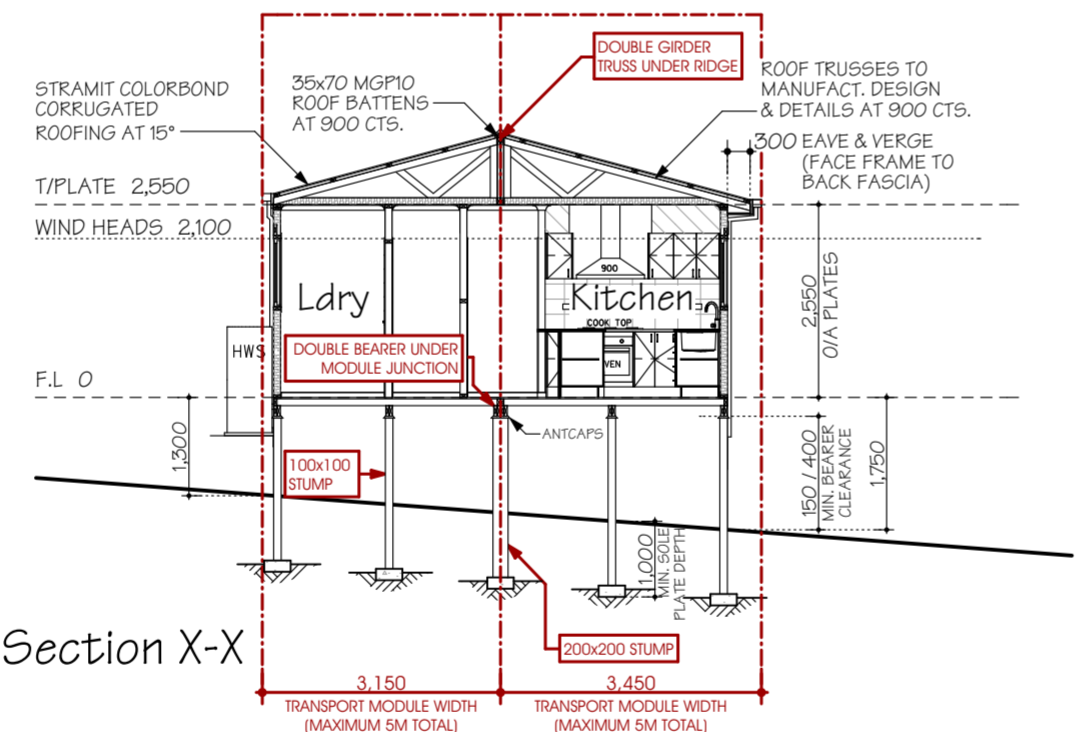 DOUBLE GIRDER
TRUSS UNDER RIDGE
STRAMIT COLORBOND
CORRUGATED
ROOFING AT 15°
35x70 MGP10
ROOF BATTENS
AT 900 CTS.
ROOF TRUSSES TO
MANUFACT. DESIGN
& DETAILS AT 900 CTS.
300 EAVE & VERGE
(FACE FRAME TO
BACK FASCIA)
T/PLATE 2,550
WIND HEADS 2,100
900
Ldry
Kitchen
COOK TOP
VEN
2,550
O/A PLATES
HWS
DOUBLE BEARER UNDER
MODULE JUNCTION
F.L 0
ANTCAPS
1,300
100x100
STUMP
150 / 400
MIN. BEARER
CLEARANCE
1,750
1,000
MIN. SOLE
PLATE DEPTH
Section X-X
200x200 STUMP
3,150
TRANSPORT MODULE WIDTH
(MAXIMUM 5M TOTAL)
3,450
TRANSPORT MODULE WIDTH
(MAXIMUM 5M TOTAL)